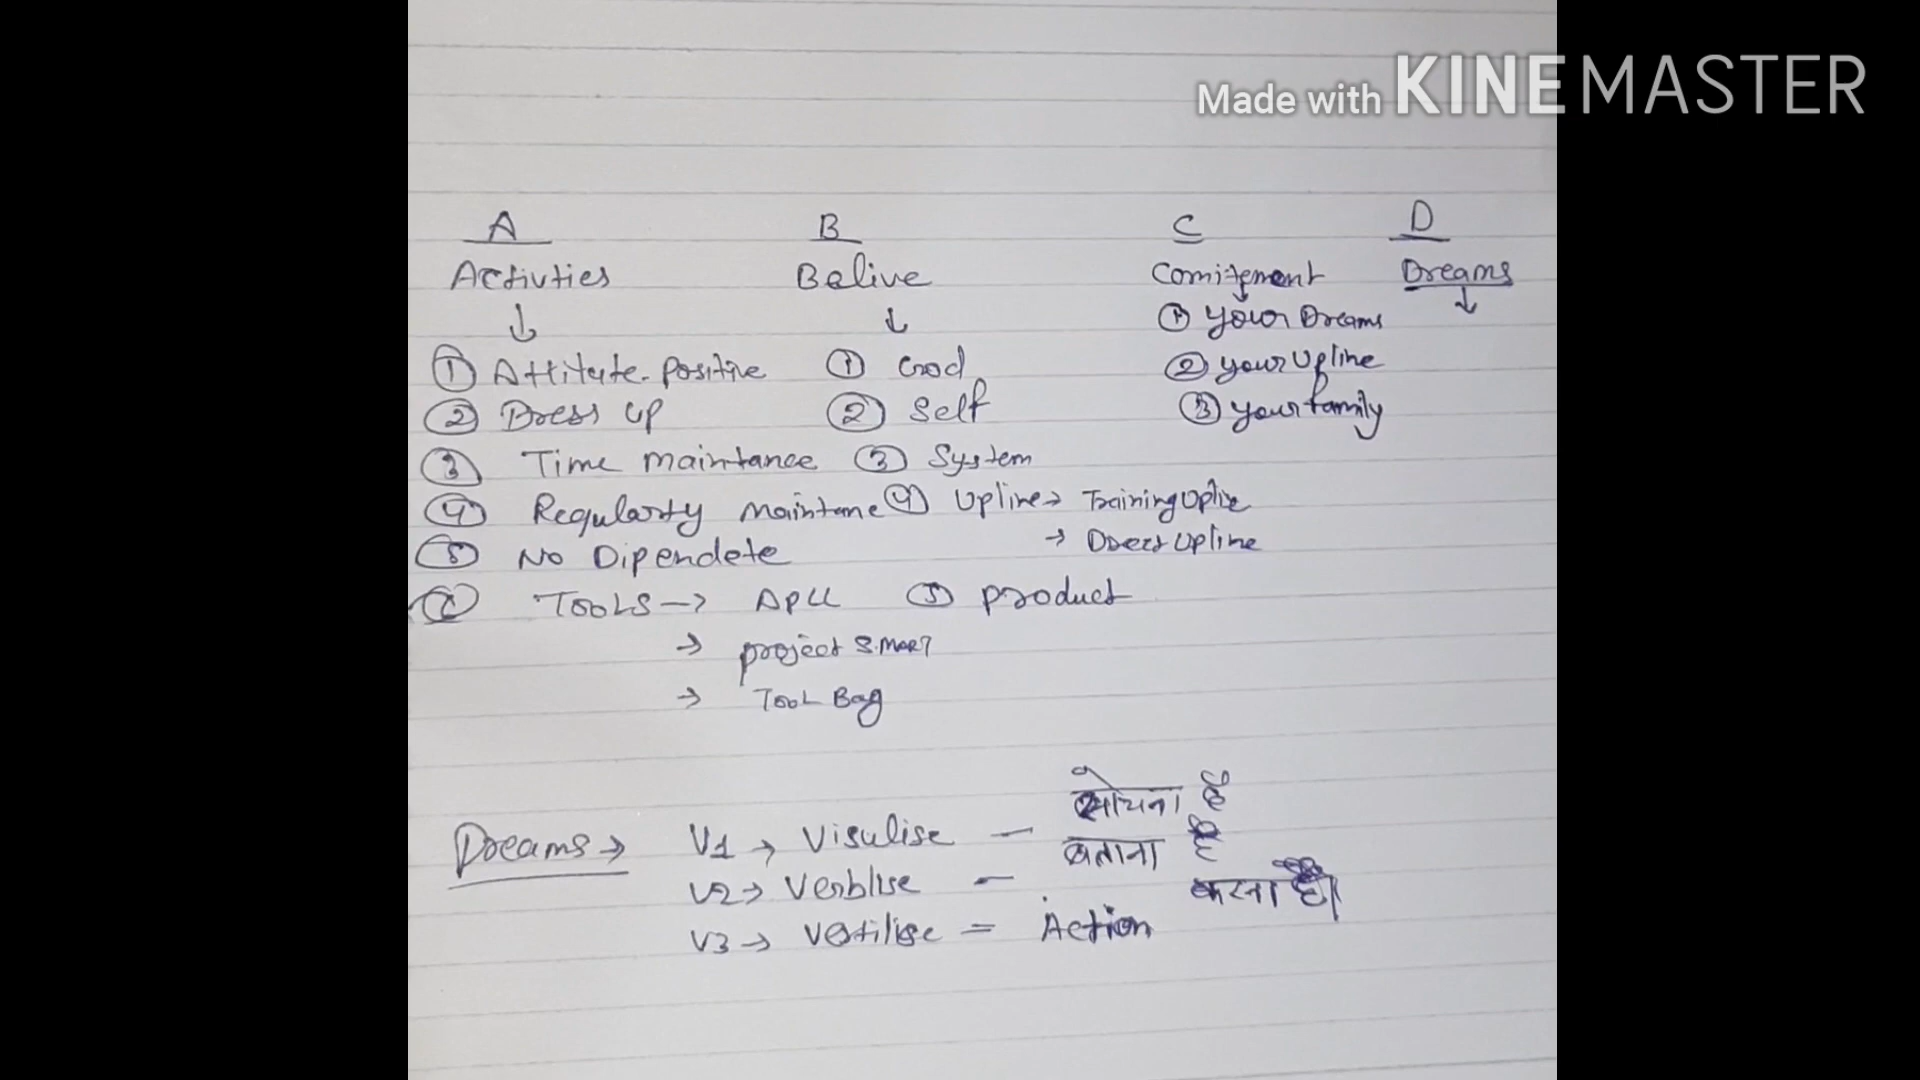 Made with KINEMASTER
A B C D
Activties Belive Comitement Dreams
↓ ↓ ↓ ↓
① Attitute Positive ① God ① your Dreams
② Dress up ② Self ② your Upline
③ Time maintance ③ System ③ your family
④ Regularty maintane ④ Upline → Training Upline
→ Direct Upline
⑤ No Dipendete
⑥ TOOLS → ⑤ product
→ project S.Mart
→ Tool Bag
Dreams → V1 → Visulise – सोचना है
V2 → Verblise – बताना है
V3 → Vertilise = Action करना है।